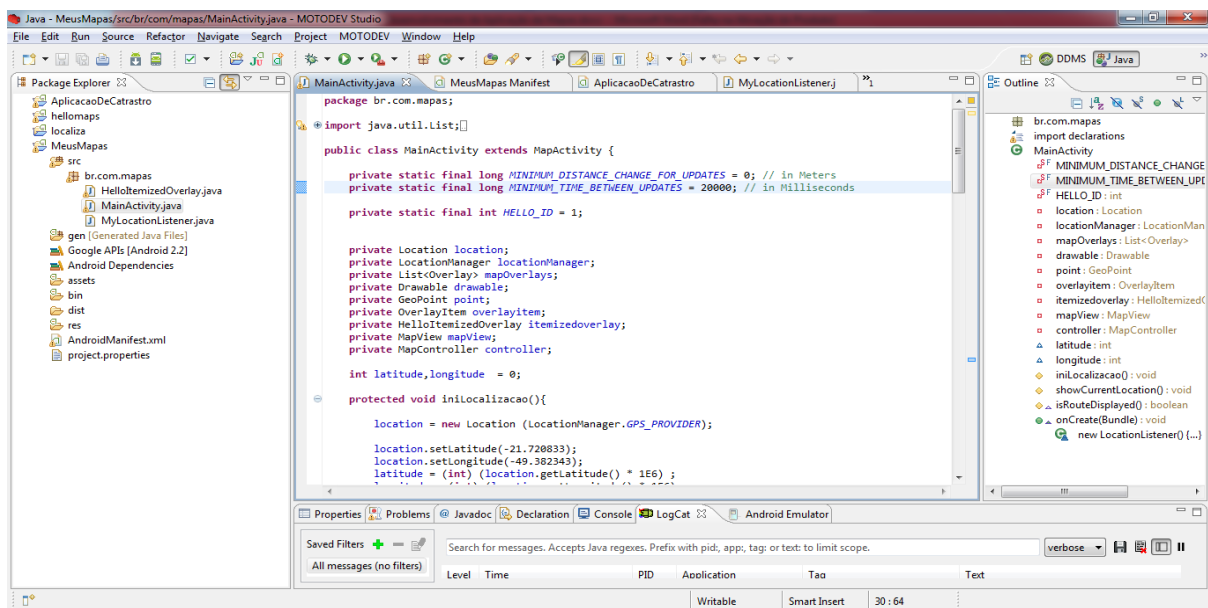 Java - MeusMapas/src/br/com/mapas/MainActivity.java - MOTODEV Studio
File Edit Run Source Refactor Navigate Search Project MOTODEV Window Help
DDMS Java
Package Explorer
AplicacaoDeCatrastro
hellomaps
localiza
MeusMapas
src
br.com.mapas
HelloItemizedOverlay.java
MainActivity.java
MyLocationListener.java
gen [Generated Java Files]
Google APIs [Android 2.2]
Android Dependencies
assets
bin
dist
res
AndroidManifest.xml
project.properties
MainActivity.java MeusMapas Manifest AplicacaoDeCatrastro MyLocationListener.j »1
package br.com.mapas;
import java.util.List;
public class MainActivity extends MapActivity {
private static final long MINIMUM_DISTANCE_CHANGE_FOR_UPDATES = 0; // in Meters
private static final long MINIMUM_TIME_BETWEEN_UPDATES = 20000; // in Milliseconds
private static final int HELLO_ID = 1;
private Location location;
private LocationManager locationManager;
private List<Overlay> mapOverlays;
private Drawable drawable;
private GeoPoint point;
private OverlayItem overlayitem;
private HelloItemizedOverlay itemizedoverlay;
private MapView mapView;
private MapController controller;
int latitude,longitude = 0;
protected void iniLocalizacao(){
location = new Location (LocationManager.GPS_PROVIDER);
location.setLatitude(-21.720833);
location.setLongitude(-49.382343);
latitude = (int) (location.getLatitude() * 1E6) ;
Outline
br.com.mapas
import declarations
MainActivity
MINIMUM_DISTANCE_CHANGE
MINIMUM_TIME_BETWEEN_UPD
HELLO_ID : int
location : Location
locationManager : LocationMan
mapOverlays : List<Overlay>
drawable : Drawable
point : GeoPoint
overlayitem : OverlayItem
itemizedoverlay : HelloItemizedO
mapView : MapView
controller : MapController
latitude : int
longitude : int
iniLocalizacao() : void
showCurrentLocation() : void
isRouteDisplayed() : boolean
onCreate(Bundle) : void
new LocationListener() {...}
Properties Problems @ Javadoc Declaration Console LogCat Android Emulator
Saved Filters
All messages (no filters)
Search for messages. Accepts Java regexes. Prefix with pid:, app:, tag: or text: to limit scope.
verbose
Level Time PID Application Tag Text
Writable Smart Insert 30 : 64